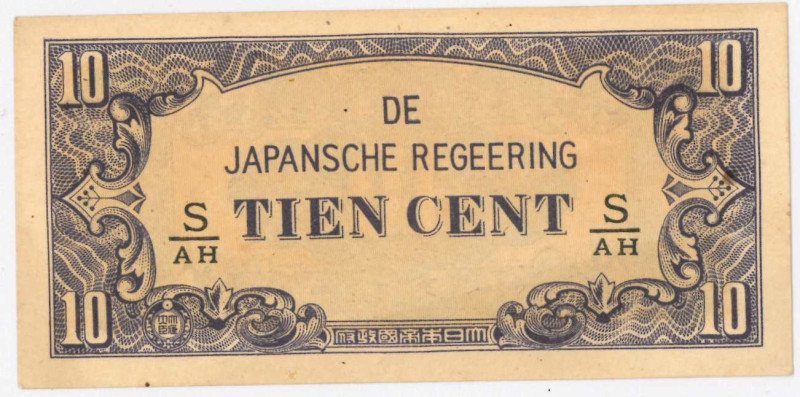 10 10
DE
JAPANSCHE REGEERING
S TIEN CENT S
AH AH
10 大日本帝國政府 10